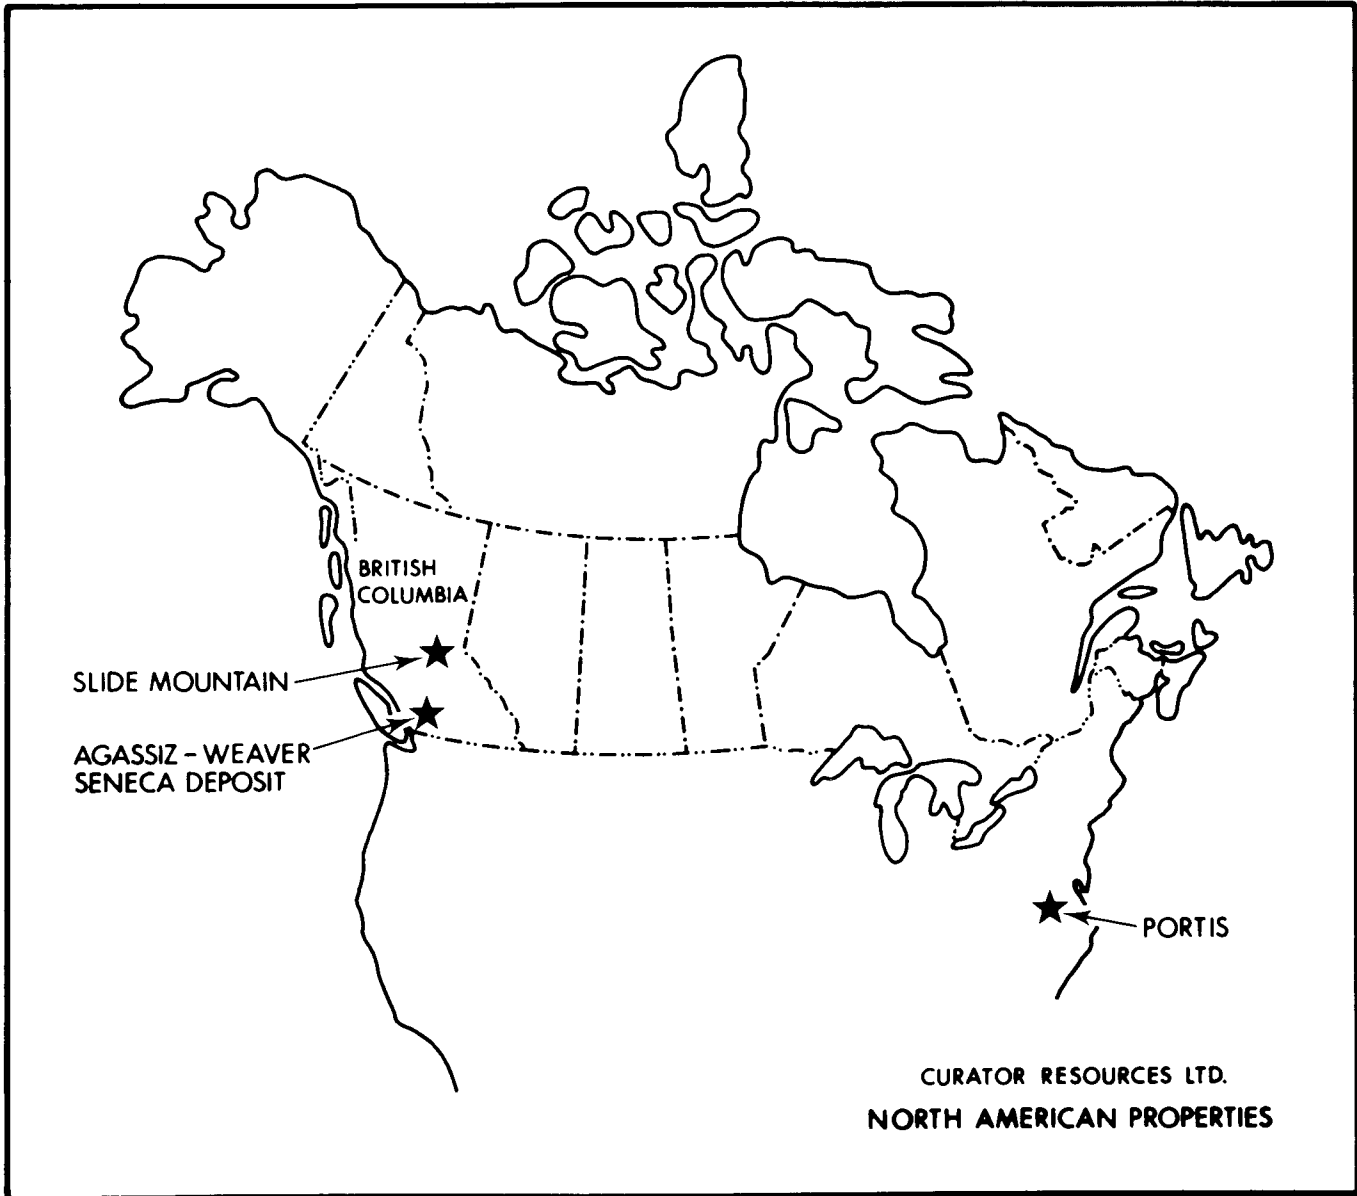 BRITISH
COLUMBIA
SLIDE MOUNTAIN
AGASSIZ - WEAVER
SENECA DEPOSIT
PORTIS
CURATOR RESOURCES LTD.
NORTH AMERICAN PROPERTIES